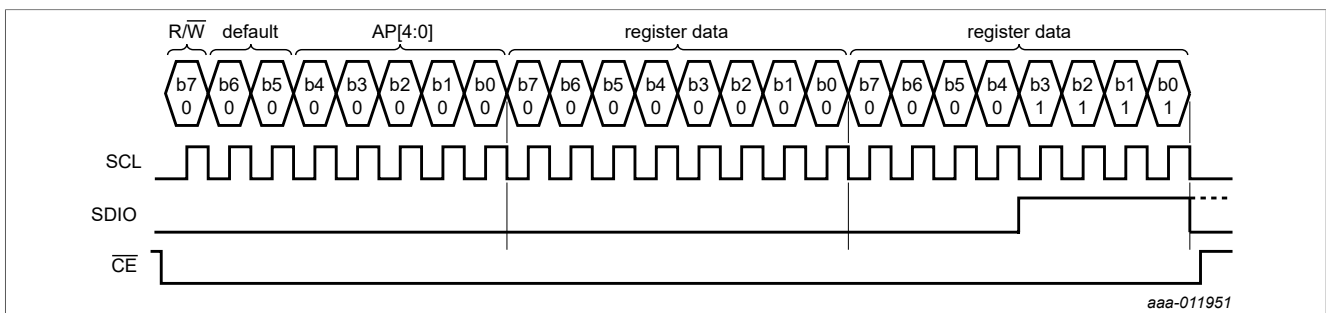 R/W̅ default AP[4:0] register data register data
b7 b6 b5 b4 b3 b2 b1 b0 b7 b6 b5 b4 b3 b2 b1 b0 b7 b6 b5 b4 b3 b2 b1 b0
0 0 0 0 0 0 0 0 0 0 0 0 0 0 0 0 0 0 0 0 1 1 1 1
SCL
SDIO
C̅E̅
aaa-011951